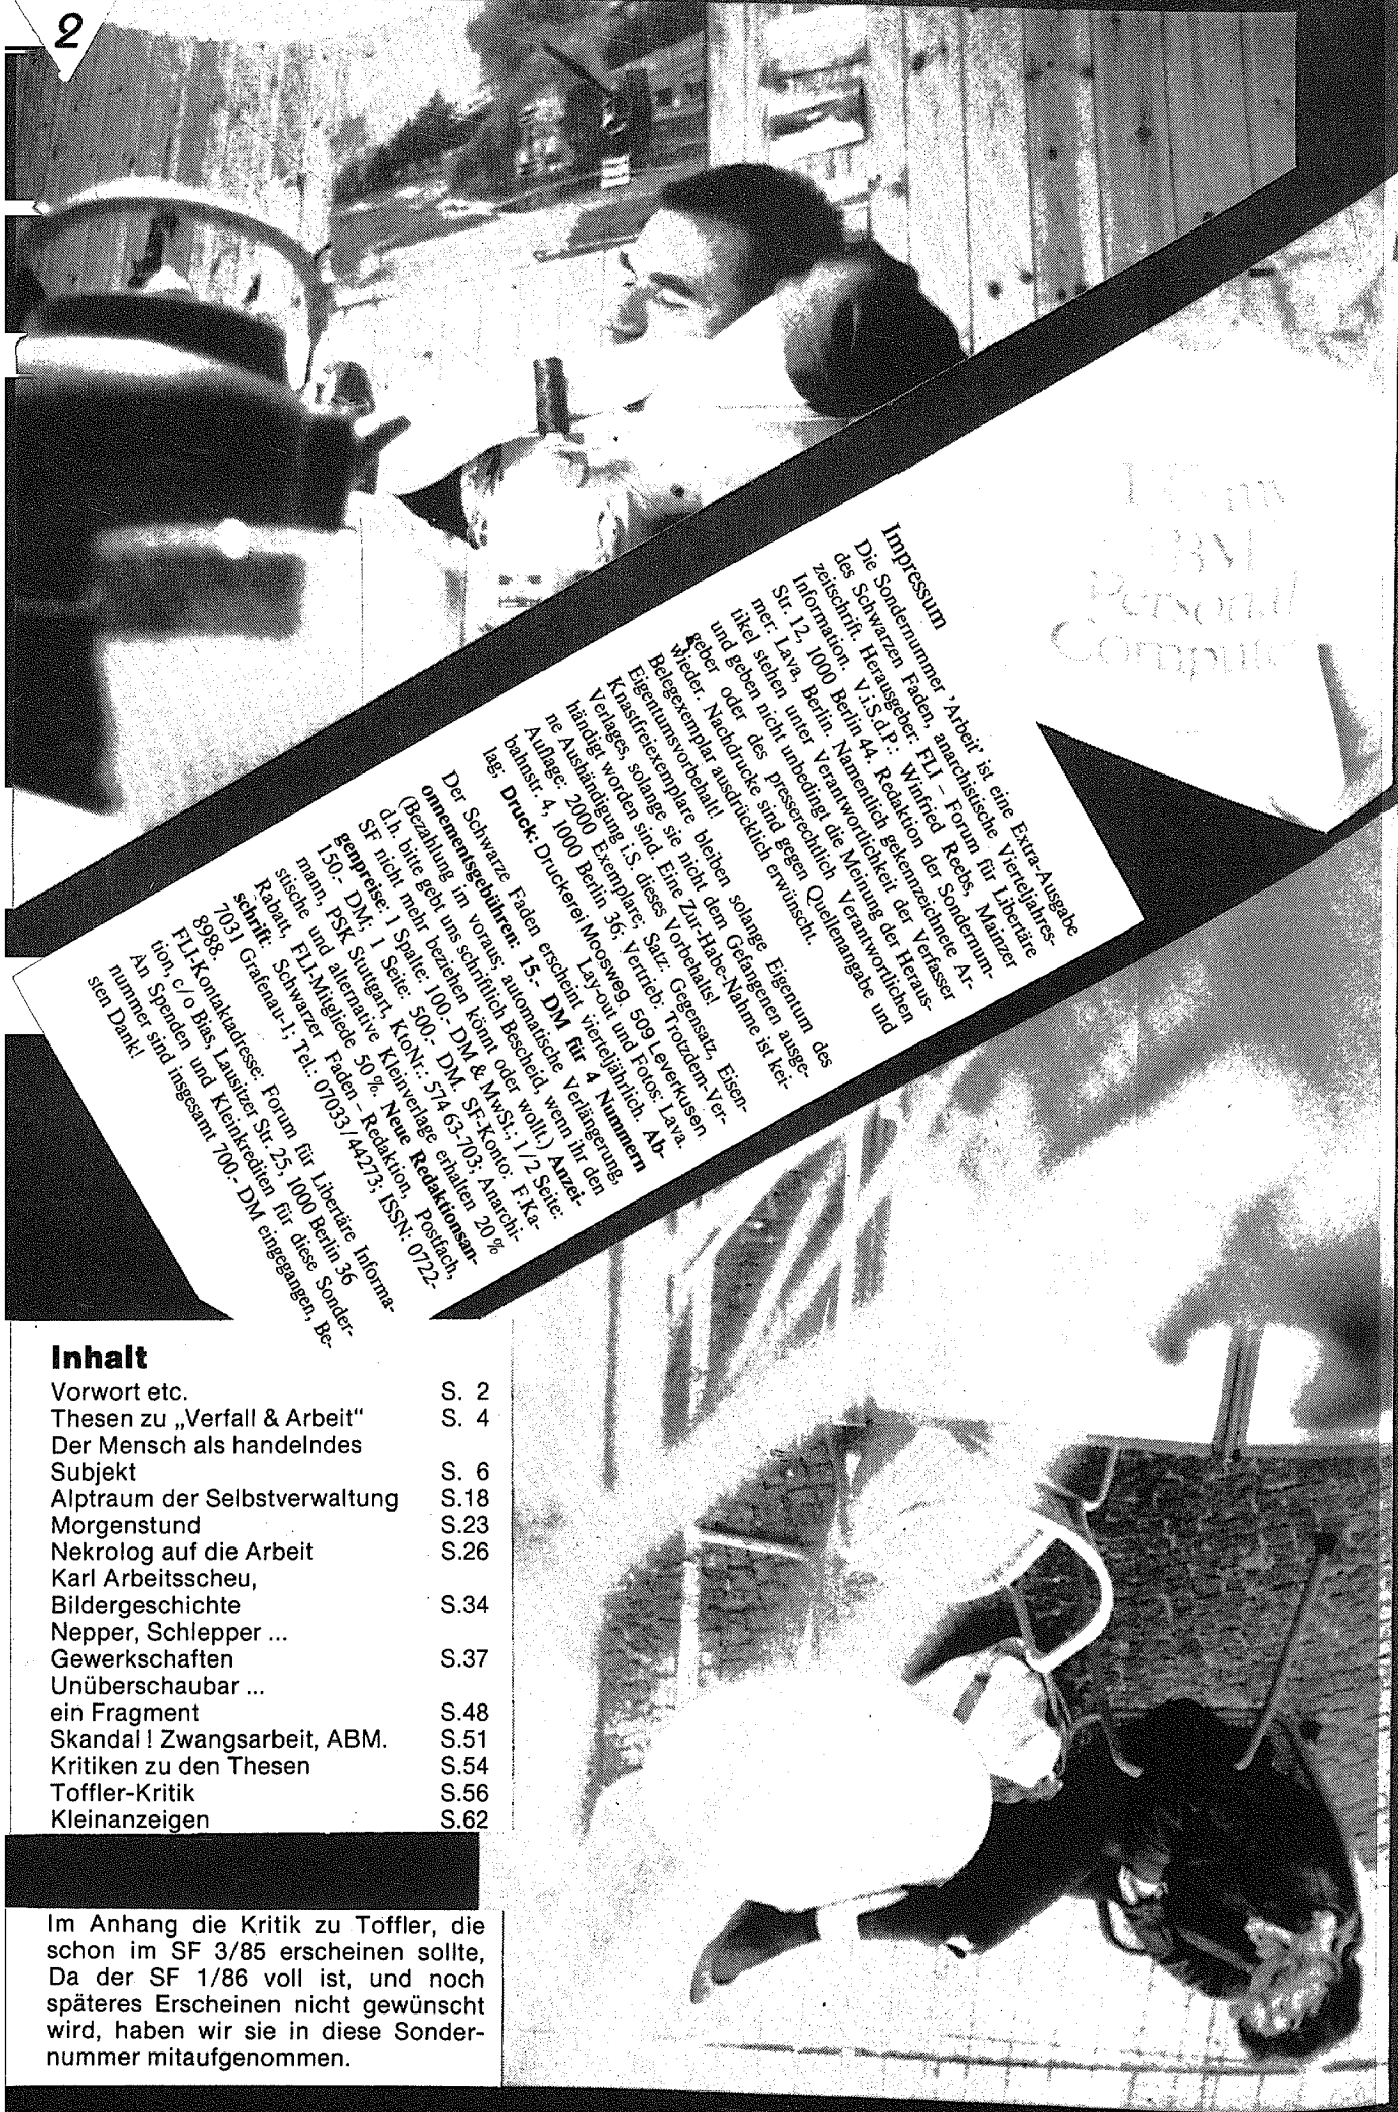 2
Impressum
Die Sondernummer 'Arbeit' ist eine Extra-Ausgabe
des Schwarzen Faden, anarchistische Vierteljahres-
zeitschrift. Herausgeber: FLI – Forum für Libertäre
Information. V.i.S.d.P.: Winfried Reebs, Mainzer
Str. 12, 1000 Berlin 44. Redaktion der Sondernum-
mer: Lava, Berlin. Namentlich gekennzeichnete Ar-
tikel stehen unter Verantwortlichkeit der Verfasser
und geben nicht unbedingt die Meinung der Heraus-
geber oder des presserechtlich Verantwortlichen
wieder. Nachdrucke sind gegen Quellenangabe und
Belegexemplar ausdrücklich erwünscht.
Eigentumsvorbehalt!
Knastfreiexemplare bleiben solange Eigentum des
Verlages, solange sie nicht dem Gefangenen ausge-
händigt worden sind. Eine Zur-Habe-Nahme ist kei-
ne Aushändigung i.S. dieses Vorbehalts!
Auflage: 2000 Exemplare; Satz: Gegensatz, Eisen-
bahnstr. 4, 1000 Berlin 36; Vertrieb: Trotzdem-Ver-
lag; Druck: Druckerei Moosweg. 509 Leverkusen
Lay-out und Fotos: Lava.
Der Schwarze Faden erscheint vierteljährlich. Ab-
onnementsgebühren: 15.- DM für 4 Nummern
(Bezahlung im voraus; automatische Verlängerung,
d.h. bitte gebt uns schriftlich Bescheid, wenn ihr den
SF nicht mehr beziehen könnt oder wollt.) Anzei-
genpreise: 1 Spalte: 100.- DM & MwSt.; 1/2 Seite:
150.- DM; 1 Seite: 500.- DM. SF-Konto: F.Ka-
mann, PSK Stuttgart, KtoNr.: 574 63-703; Anarchi-
stische und alternative Kleinverlage erhalten 20%
Rabatt, FLI-Mitgliede 50%. Neue Redaktionsan-
schrift: Schwarzer Faden – Redaktion, Postfach,
7031 Grafenau-1; Tel.: 07033/44273; ISSN: 0722-
8988.
FLI-Kontaktadresse: Forum für Libertäre Informa-
tion, c/o Bias, Lausitzer Str. 25, 1000 Berlin 36
An Spenden und Kleinkredien für diese Sonder-
nummer sind insgesamt 700.- DM eingegangen, Be-
sten Dank!
IBM
Personal
Compute
Inhalt
Vorwort etc. S. 2
Thesen zu „Verfall & Arbeit“ S. 4
Der Mensch als handelndes
Subjekt S. 6
Alptraum der Selbstverwaltung S.18
Morgenstund S.23
Nekrolog auf die Arbeit S.26
Karl Arbeitsscheu,
Bildergeschichte S.34
Nepper, Schlepper ...
Gewerkschaften S.37
Unüberschaubar ...
ein Fragment S.48
Skandal! Zwangsarbeit, ABM. S.51
Kritiken zu den Thesen S.54
Toffler-Kritik S.56
Kleinanzeigen S.62
Im Anhang die Kritik zu Toffler, die
schon im SF 3/85 erscheinen sollte,
Da der SF 1/86 voll ist, und noch
späteres Erscheinen nicht gewünscht
wird, haben wir sie in diese Sonder-
nummer mitaufgenommen.